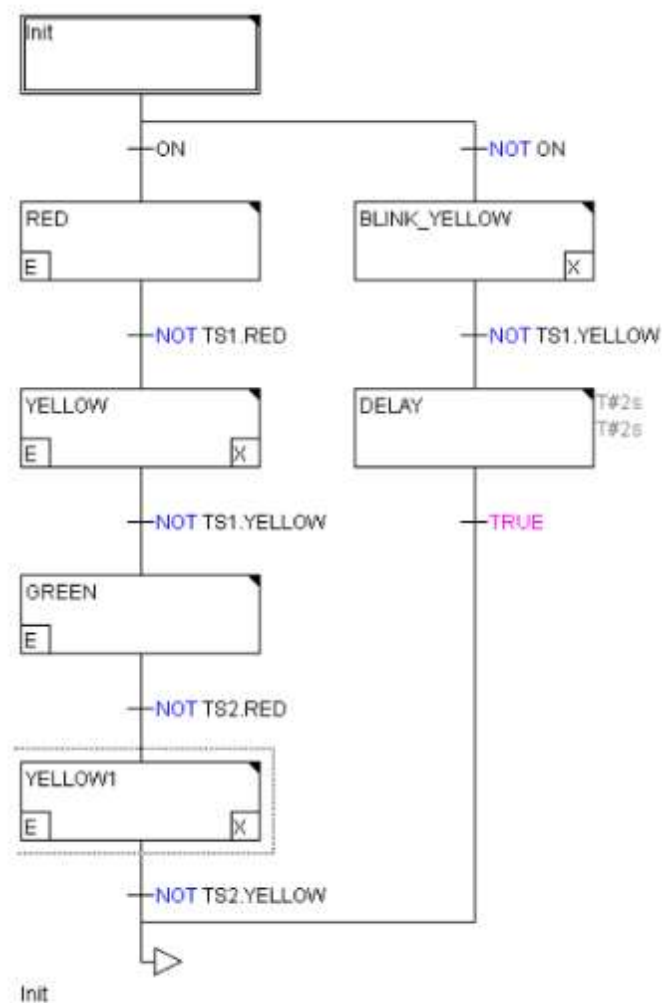 Init
ON
NOT ON
RED
E
BLINK_YELLOW
X
NOT TS1.RED
NOT TS1.YELLOW
YELLOW
E
X
DELAY
T#2s
T#2s
NOT TS1.YELLOW
TRUE
GREEN
E
NOT TS2.RED
YELLOW1
E
X
NOT TS2.YELLOW
Init